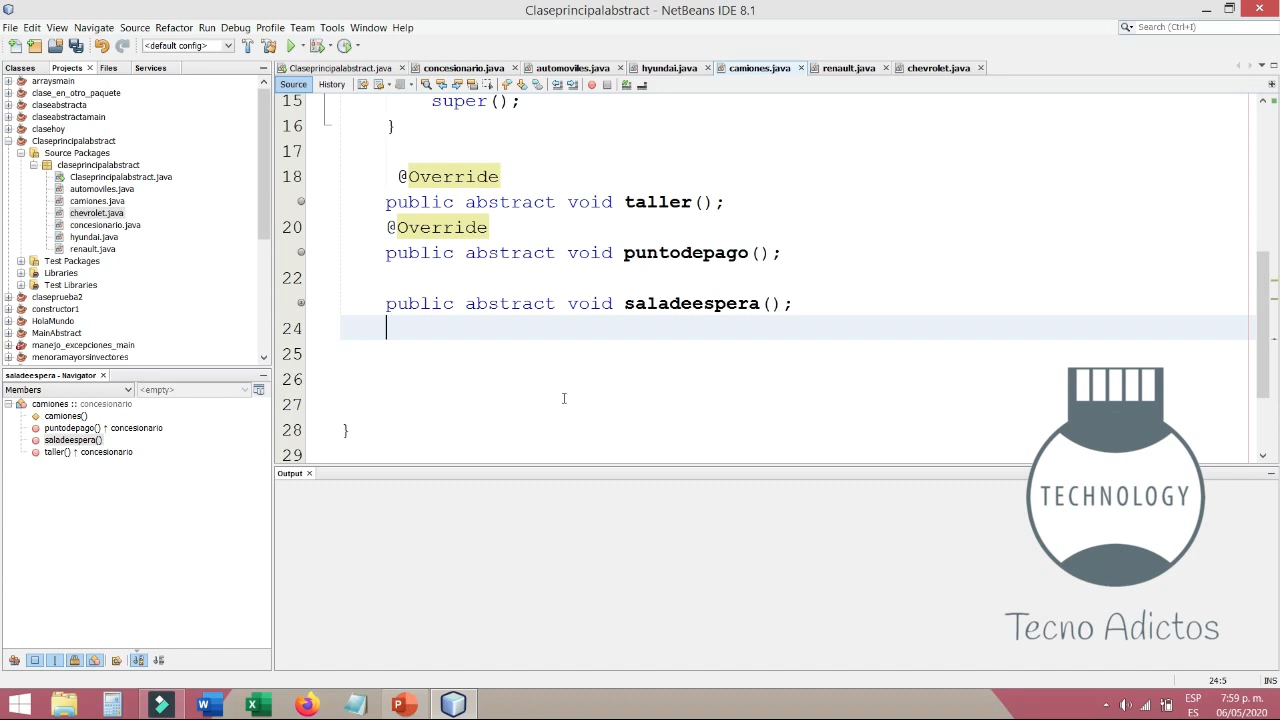 Claseprincipalabstract - NetBeans IDE 8.1
File Edit View Navigate Source Refactor Run Debug Profile Team Tools Window Help
Search (Ctrl+I)
<default config>
Classes Projects Files Services
Claseprincipalabstract.java concesionario.java automoviles.java hyundai.java camiones.java renault.java chevrolet.java
Source History
arraysmain
clase_en_otro_paquete
claseabstracta
claseabstractamain
clasehoy
Claseprincipalabstract
Source Packages
claseprincipalabstract
Claseprincipalabstract.java
automoviles.java
camiones.java
chevrolet.java
concesionario.java
hyundai.java
renault.java
Test Packages
Libraries
Test Libraries
claseprueba2
constructor1
HolaMundo
MainAbstract
manejo_excepciones_main
menoramayorsinvectores
15 super();
16 }
17
18 @Override
public abstract void taller();
20 @Override
public abstract void puntodepago();
22
public abstract void saladeespera();
24
25
26
27
28 }
29
saladeespera - Navigator
Members <empty>
camiones :: concesionario
camiones()
puntodepago() ↑ concesionario
saladeespera()
taller() ↑ concesionario
Output
TECHNOLOGY
Tecno Adictos
24:5 INS
ESP 7:59 p. m.
ES 06/05/2020